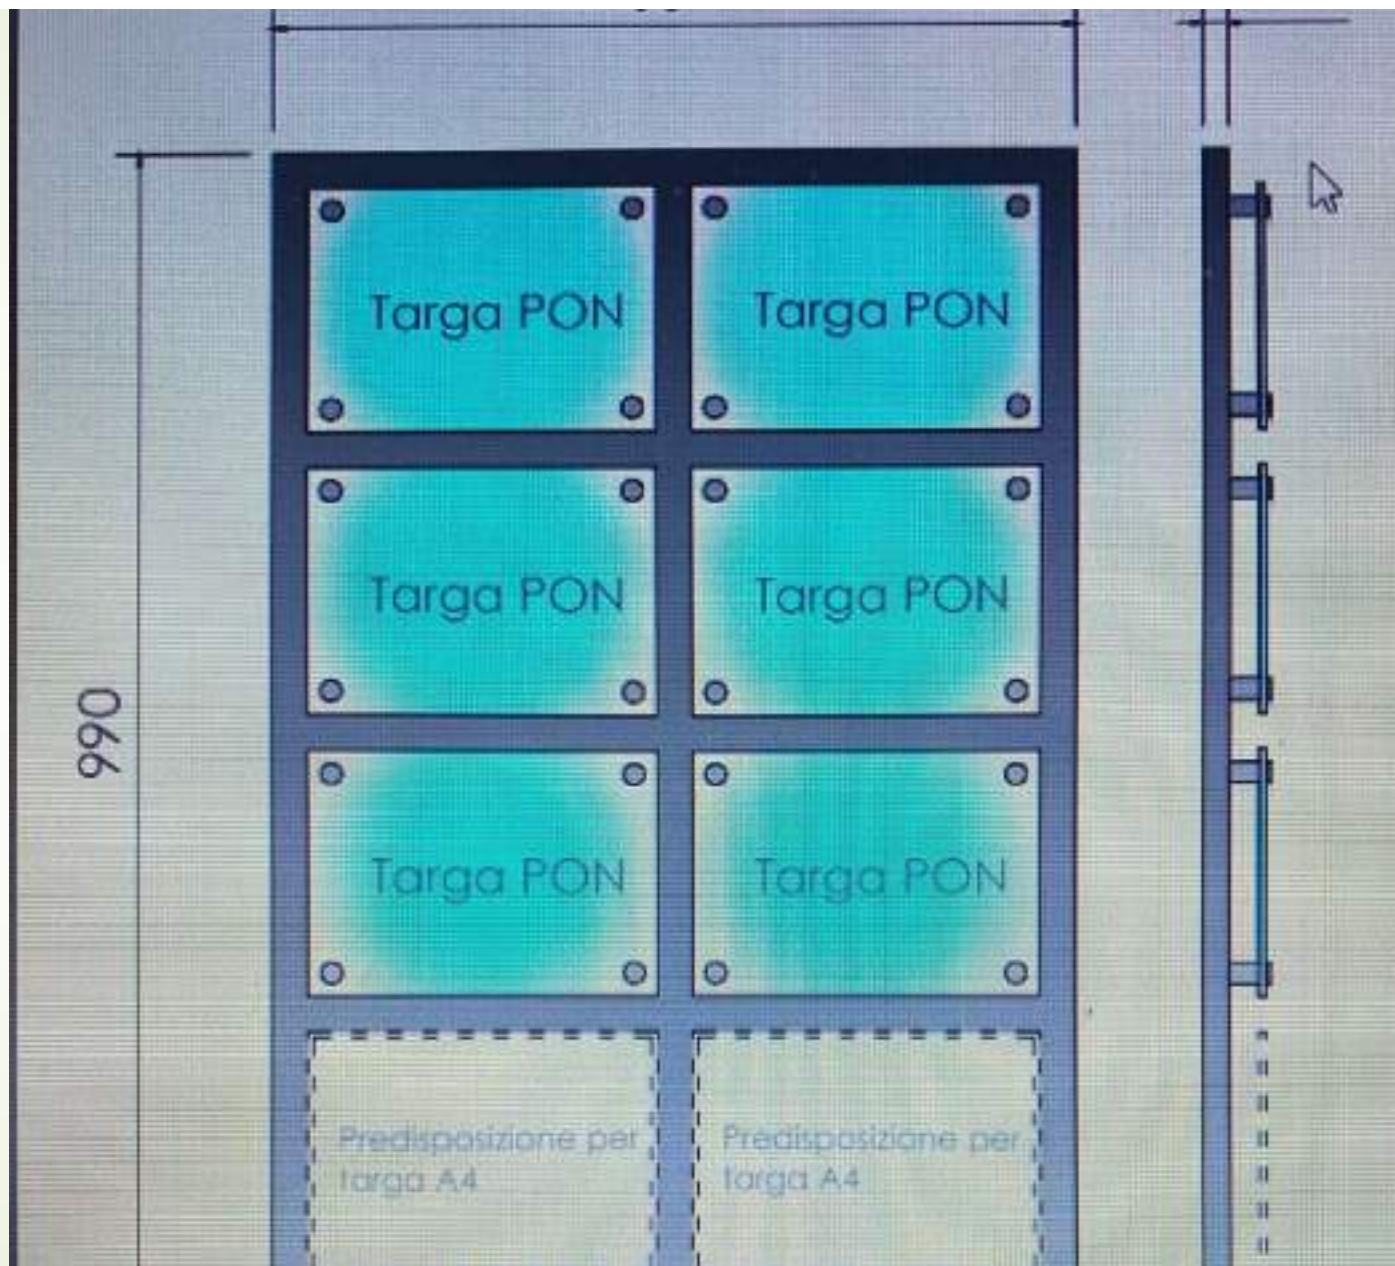 Targa PON Targa PON
990
Targa PON Targa PON
Targa PON Targa PON
Predisposizione per Predisposizione per
targa A4 targa A4